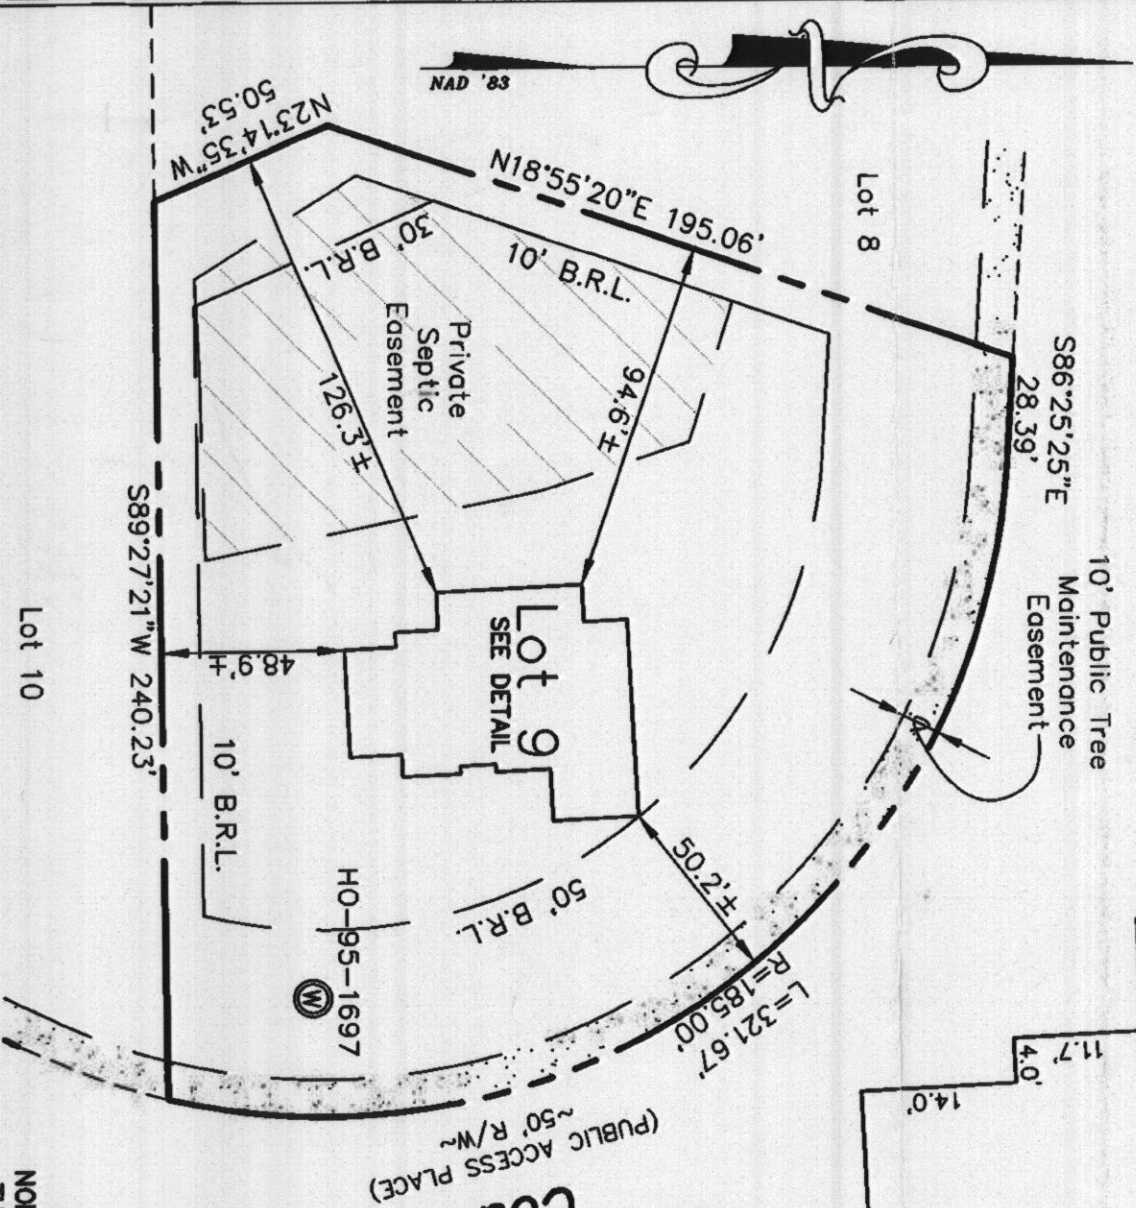 NAD '83
N23°14'35"W
50.53'
N18°55'20"E 195.06'
Lot 8
S86°25'25"E
28.39'
30' B.R.L.
10' B.R.L.
Private
Septic
Easement
126.3'±
94.6'±
10' Public Tree
Maintenance
Easement
Lot 9
SEE DETAIL
S89°27'21"W 240.23'
Lot 10
48.9'±
10' B.R.L.
50.2'±
50' B.R.L.
HO-95-1697
W
L=321.67'
R=185.00'
11.7'
4.0'
14.0'
(PUBLIC ACCESS PLACE)
~50' R/W~